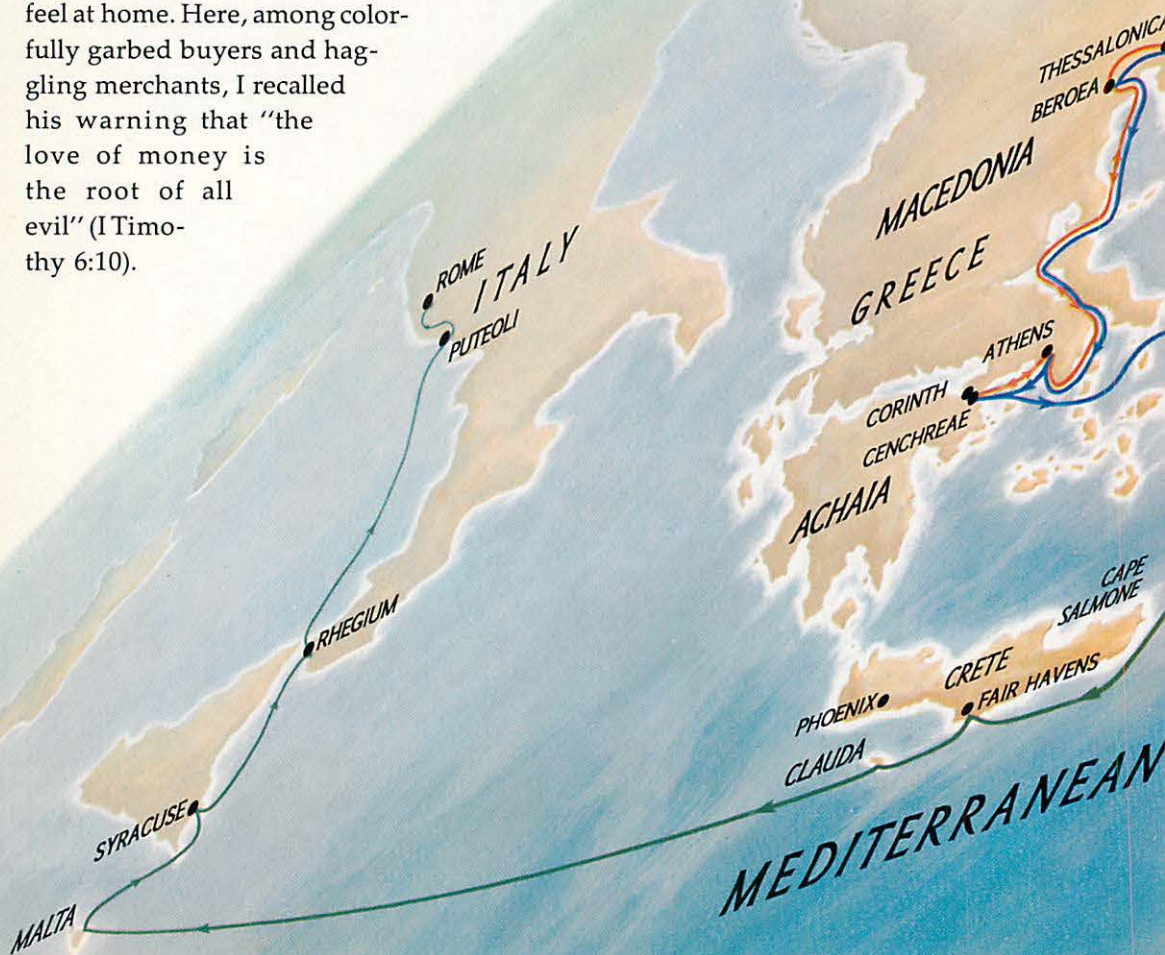 feel at home. Here, among color-
fully garbed buyers and hag-
gling merchants, I recalled
his warning that "the
love of money is
the root of all
evil" (I Timo-
thy 6:10).
THESSALONICA
BEROEA
MACEDONIA
GREECE
ROME
ITALY
PUTEOLI
ATHENS
CORINTH
CENCHREAE
ACHAIA
CAPE
SALMONE
RHEGIUM
CRETE
FAIR HAVENS
PHOENIX
CLAUDA
SYRACUSE
MEDITERRANEAN
MALTA